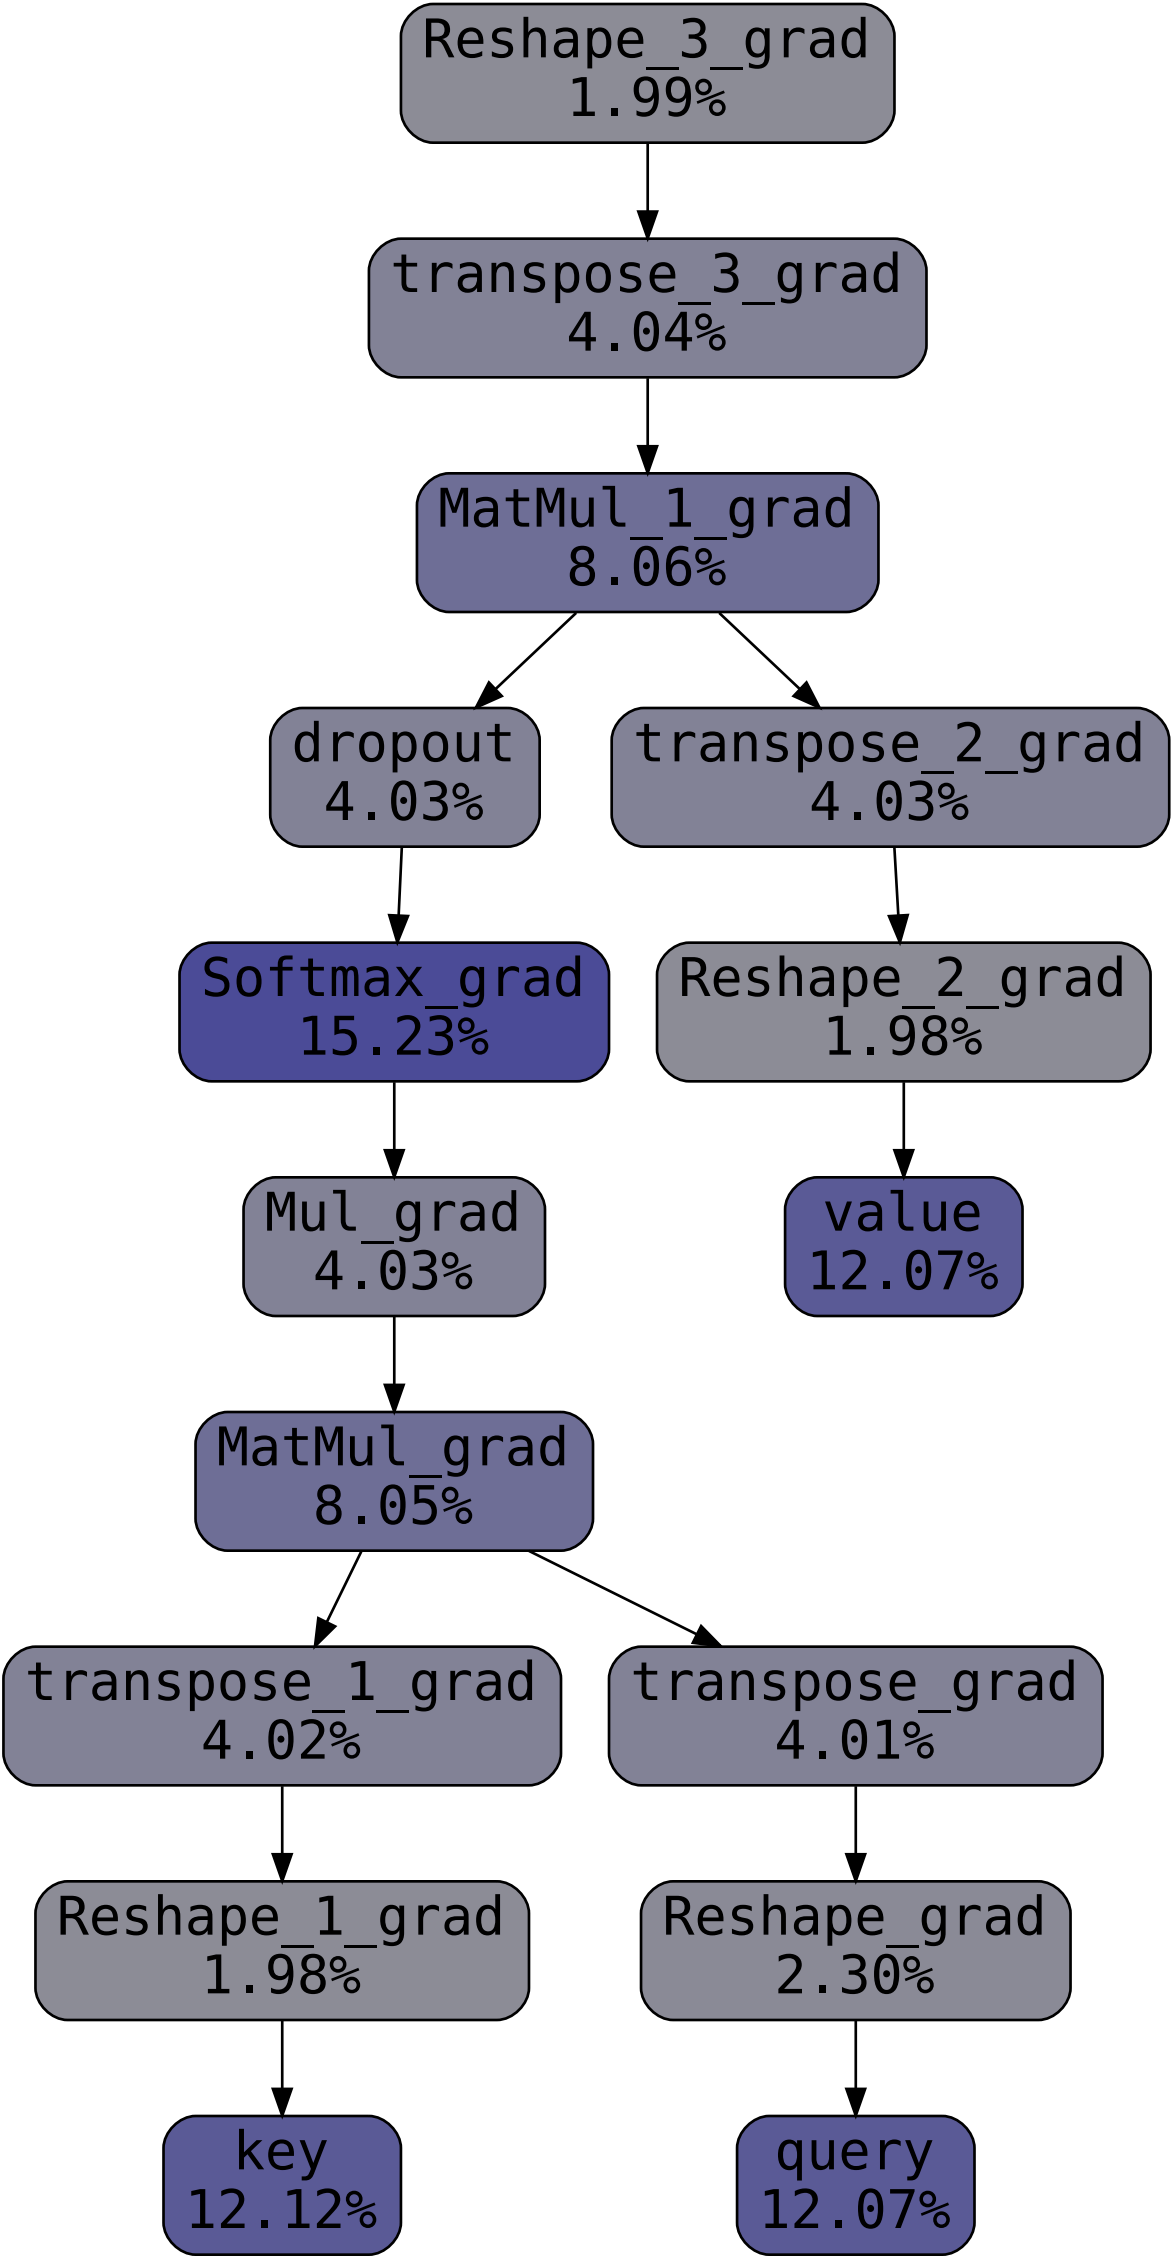 Reshape_3_grad
1.99%
transpose_3_grad
4.04%
MatMul_1_grad
8.06%
dropout
4.03%
transpose_2_grad
4.03%
Softmax_grad
15.23%
Reshape_2_grad
1.98%
Mul_grad
4.03%
value
12.07%
MatMul_grad
8.05%
transpose_1_grad
4.02%
transpose_grad
4.01%
Reshape_1_grad
1.98%
Reshape_grad
2.30%
key
12.12%
query
12.07%